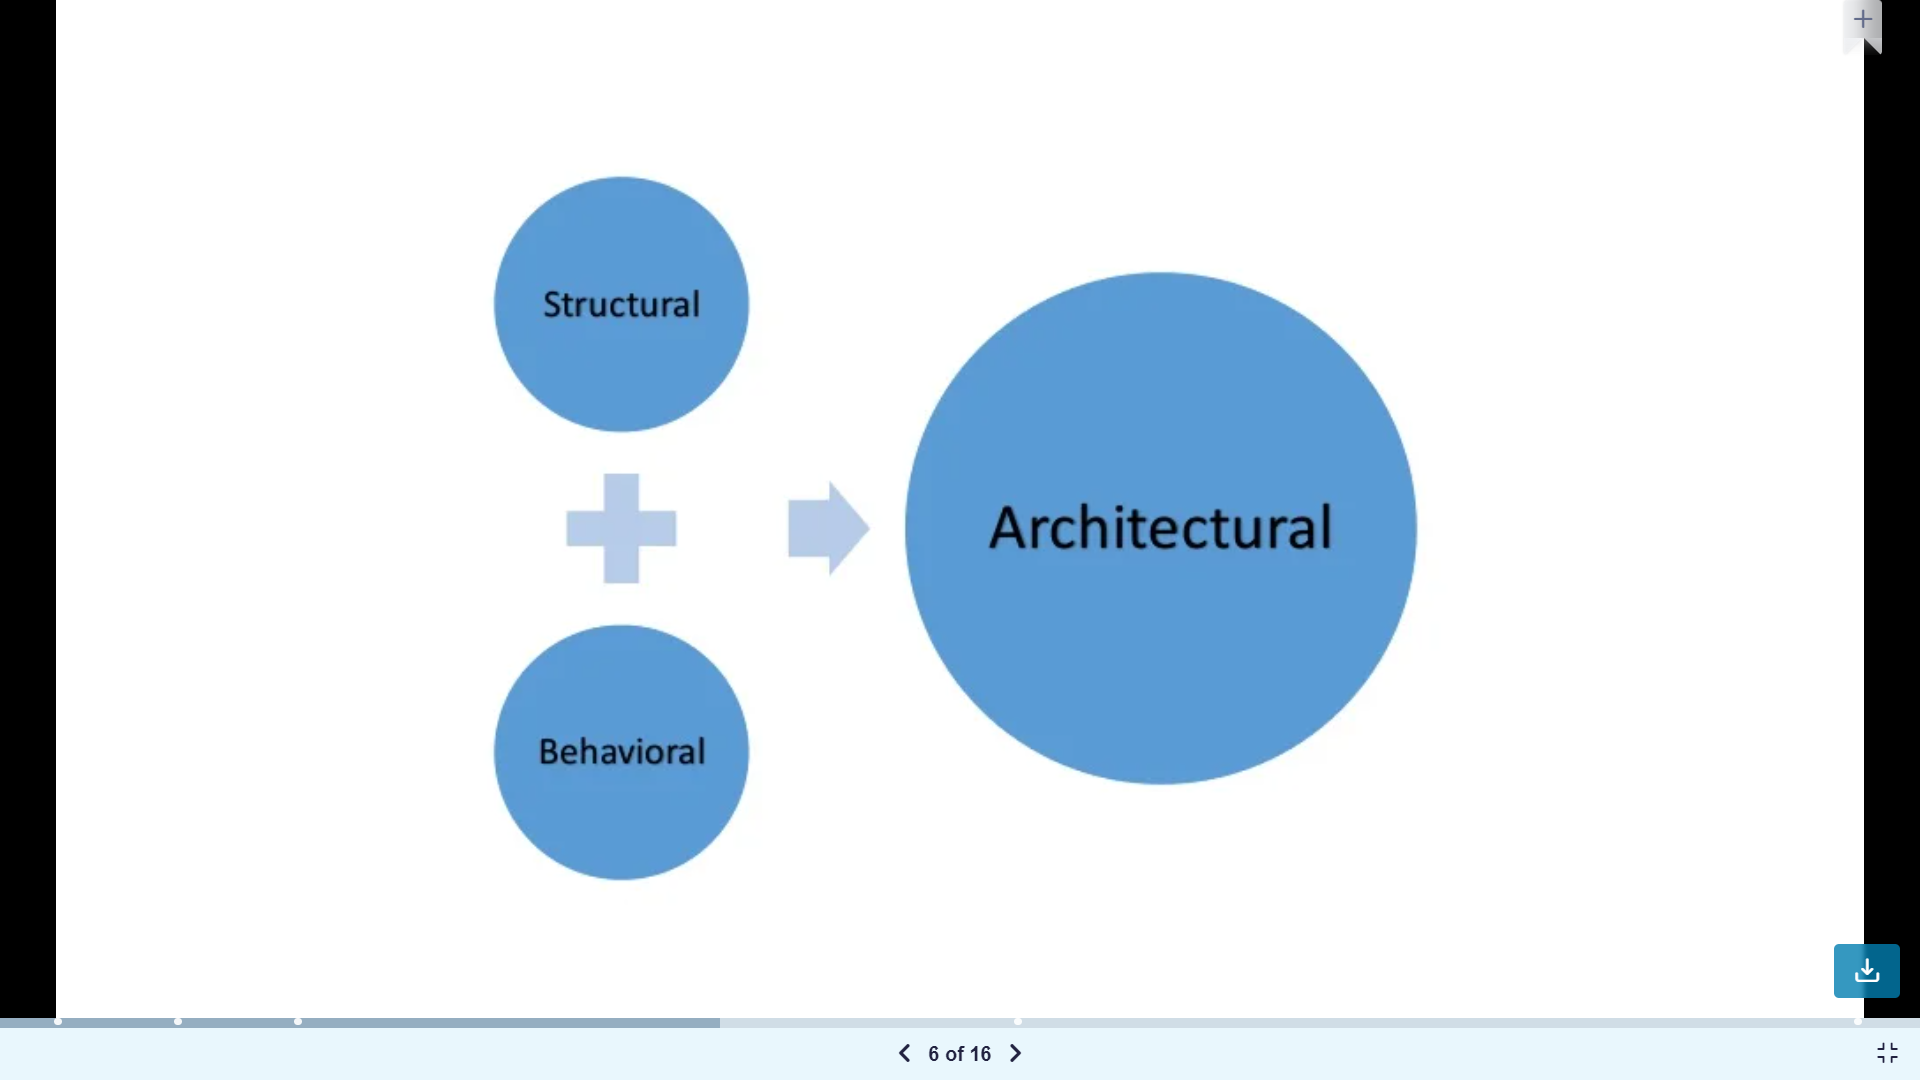 Structural
Architectural
Behavioral
6 of 16